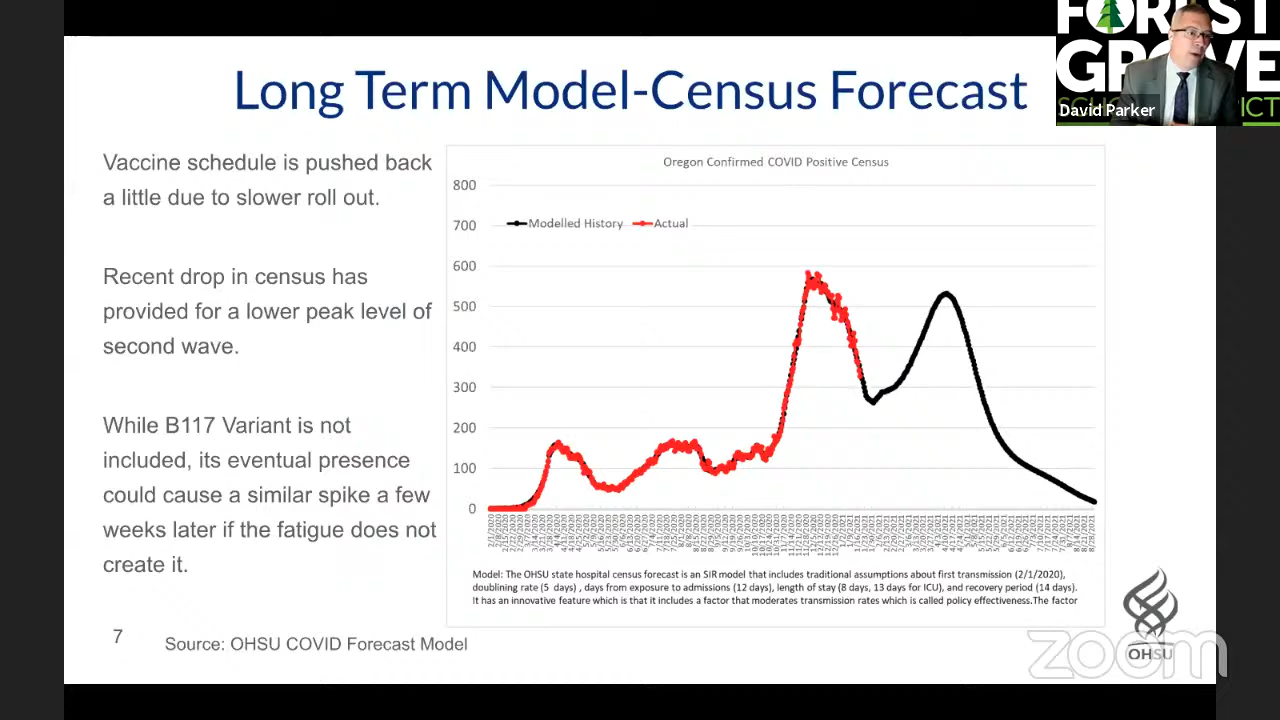 FOREST
GROVE
David Parker
Long Term Model-Census Forecast
Vaccine schedule is pushed back
a little due to slower roll out.
Recent drop in census has
provided for a lower peak level of
second wave.
While B117 Variant is not
included, its eventual presence
could cause a similar spike a few
weeks later if the fatigue does not
create it.
Oregon Confirmed COVID Positive Census
Modelled History Actual
800
700
600
500
400
300
200
100
0
Model: The OHSU state hospital census forecast is an SIR model that includes traditional assumptions about first transmission (2/1/2020),
doublining rate (5 days) , days from exposure to admissions (12 days), length of stay (8 days, 13 days for ICU), and recovery period (14 days).
It has an innovative feature which is that it includes a factor that moderates transmission rates which is called policy effectiveness.The factor
7
Source: OHSU COVID Forecast Model
OHSU
zoom